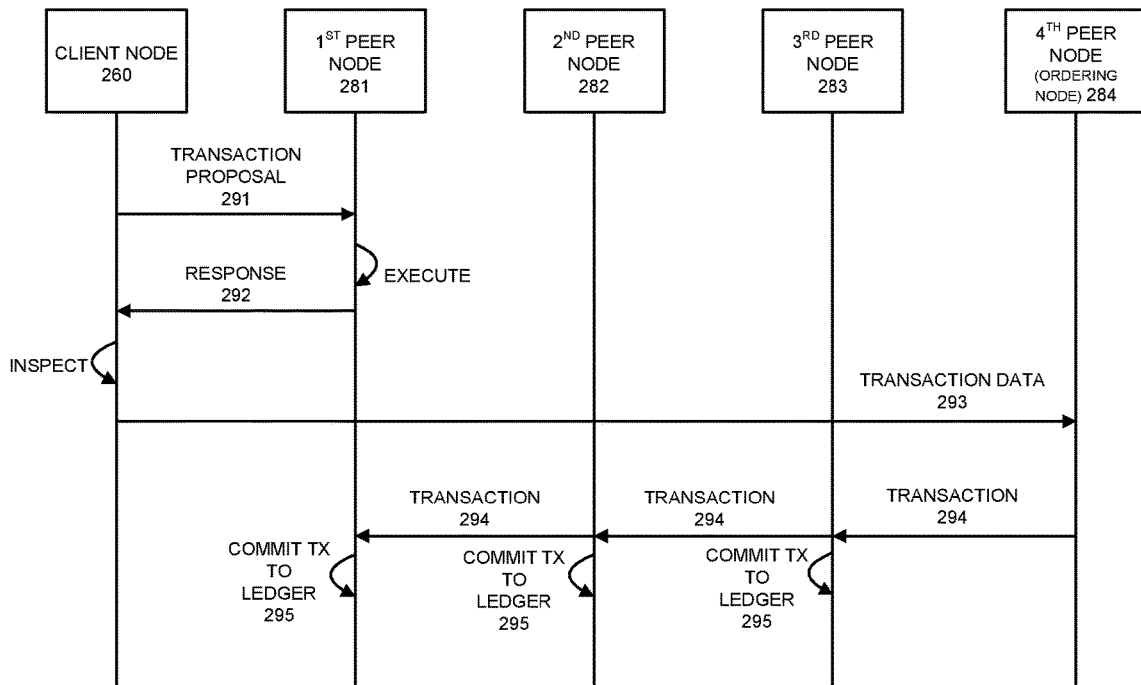 CLIENT NODE
260
1ST PEER
NODE
281
2ND PEER
NODE
282
3RD PEER
NODE
283
4TH PEER
NODE
(ORDERING
NODE) 284
TRANSACTION
PROPOSAL
291
EXECUTE
RESPONSE
292
INSPECT
TRANSACTION DATA
293
TRANSACTION
294
TRANSACTION
294
TRANSACTION
294
COMMIT TX
TO
LEDGER
295
COMMIT TX
TO
LEDGER
295
COMMIT TX
TO
LEDGER
295